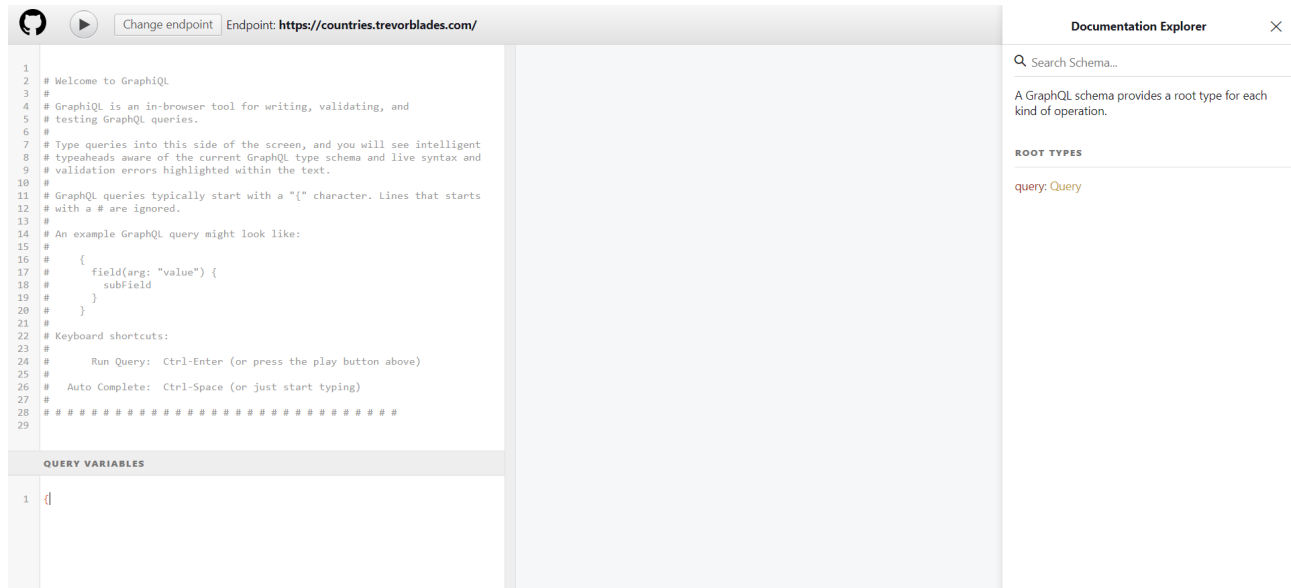 Change endpoint Endpoint: https://countries.trevorblades.com/
1
2 # Welcome to GraphiQL
3 #
4 # GraphiQL is an in-browser tool for writing, validating, and
5 # testing GraphQL queries.
6 #
7 # Type queries into this side of the screen, and you will see intelligent
8 # typeaheads aware of the current GraphQL type schema and live syntax and
9 # validation errors highlighted within the text.
10 #
11 # GraphQL queries typically start with a "{" character. Lines that starts
12 # with a # are ignored.
13 #
14 # An example GraphQL query might look like:
15 #
16 #     {
17 #       field(arg: "value") {
18 #         subField
19 #       }
20 #     }
21 #
22 # Keyboard shortcuts:
23 #
24 #       Run Query:  Ctrl-Enter (or press the play button above)
25 #
26 #   Auto Complete:  Ctrl-Space (or just start typing)
27 #
28 # # # # # # # # # # # # # # # # # # # # # # # # # # # # # #
29
QUERY VARIABLES
1 {
Documentation Explorer
Search Schema...
A GraphQL schema provides a root type for each
kind of operation.
ROOT TYPES
query: Query